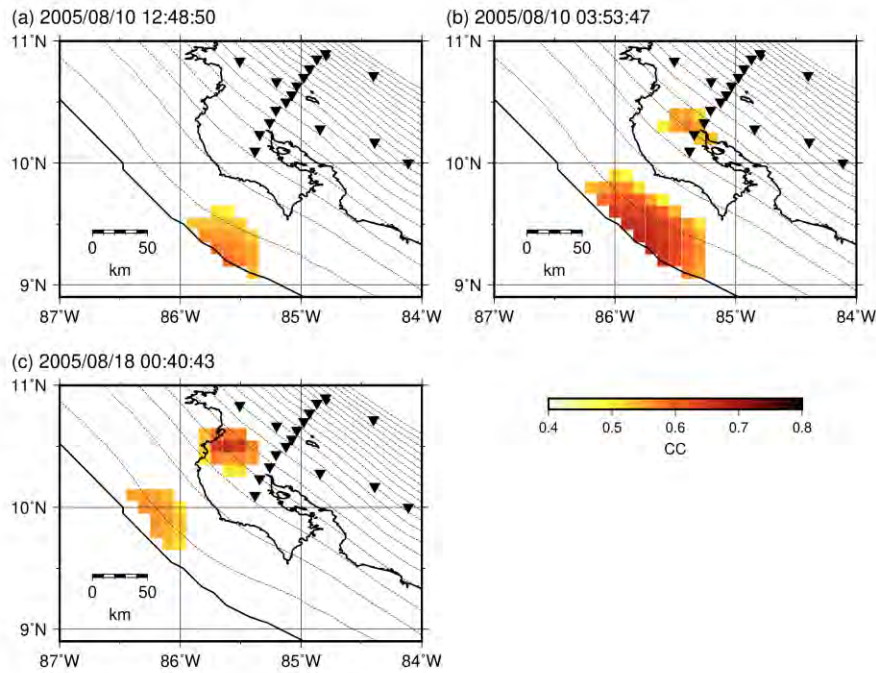 (a) 2005/08/10 12:48:50
11°N
10°N
9°N
0 50
km
87°W 86°W 85°W 84°W
(b) 2005/08/10 03:53:47
11°N
10°N
9°N
0 50
km
87°W 86°W 85°W 84°W
(c) 2005/08/18 00:40:43
11°N
10°N
9°N
0 50
km
87°W 86°W 85°W 84°W
0.4 0.5 0.6 0.7 0.8
CC